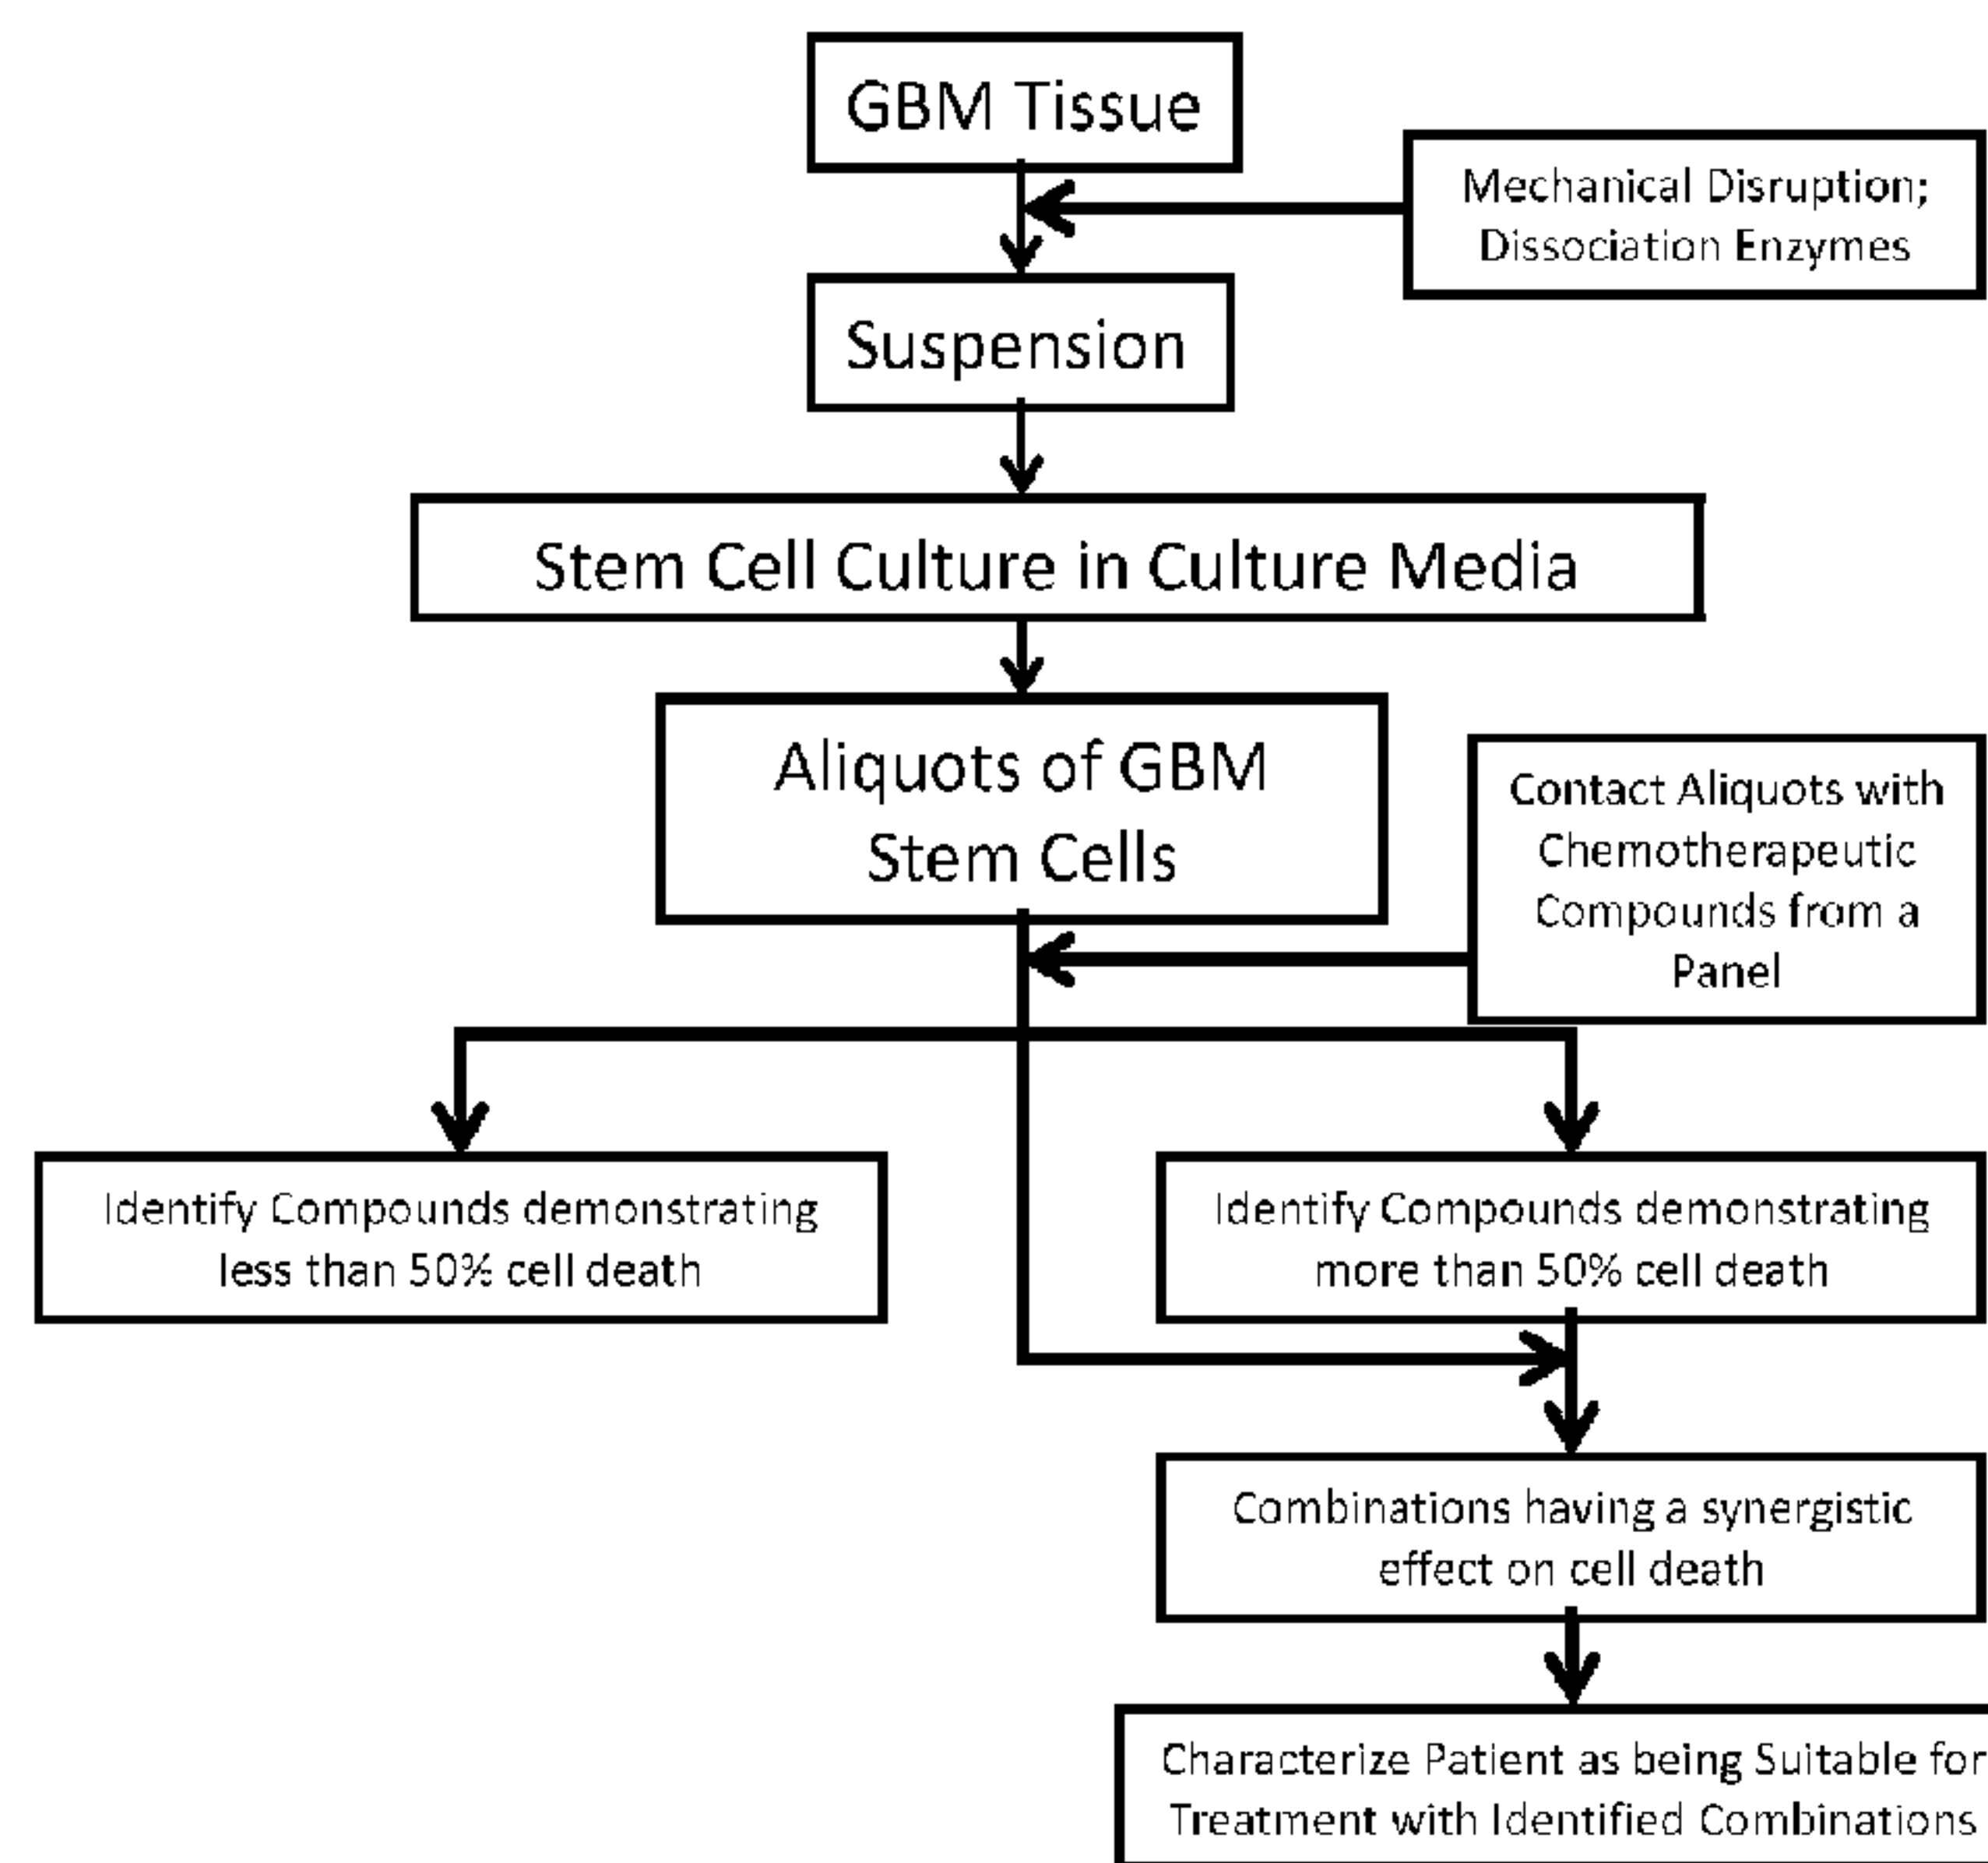 GBM Tissue
Mechanical Disruption;
Dissociation Enzymes
Suspension
Stem Cell Culture in Culture Media
Aliquots of GBM
Stem Cells
Contact Aliquots with
Chemotherapeutic
Compounds from a
Panel
Identify Compounds demonstrating
less than 50% cell death
Identify Compounds demonstrating
more than 50% cell death
Combinations having a synergistic
effect on cell death
Characterize Patient as being Suitable for
Treatment with Identified Combinations